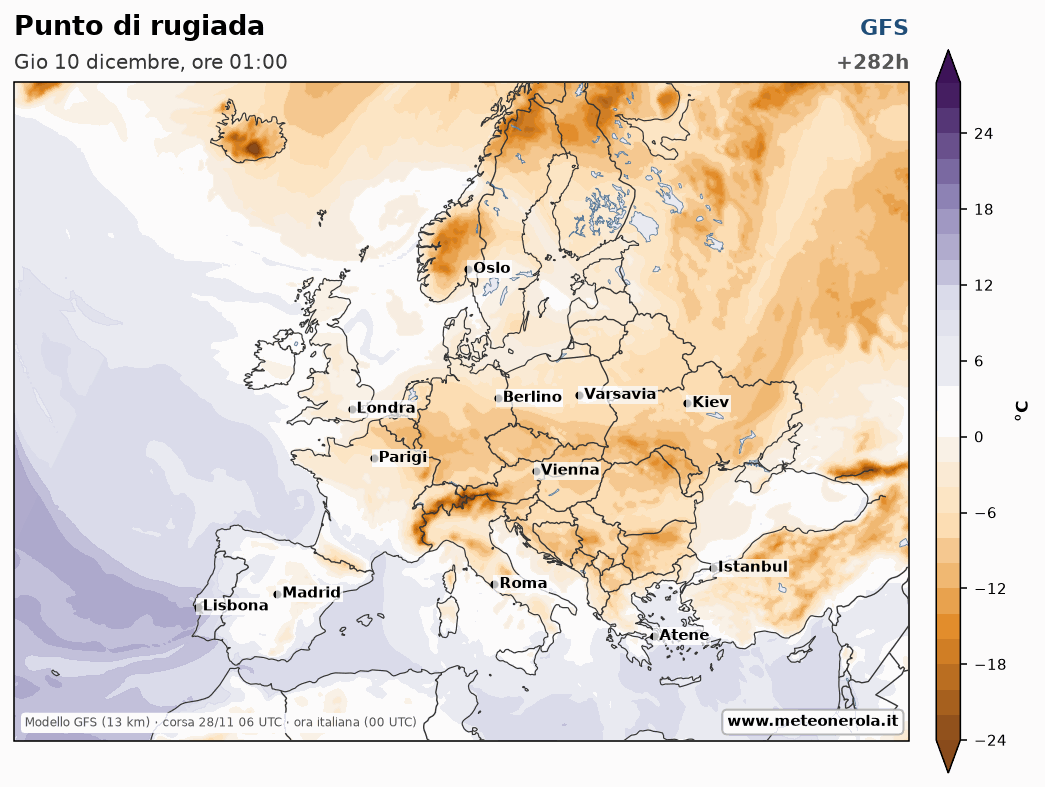 Punto di rugiada
GFS
Gio 10 dicembre, ore 01:00
+282h
Oslo
Londra
Berlino
Varsavia
Kiev
Parigi
Vienna
Istanbul
Roma
Madrid
Lisbona
Atene
Modello GFS (13 km) · corsa 28/11 06 UTC · ora italiana (00 UTC)
www.meteonerola.it
24
18
12
6
0
−6
−12
−18
−24
°C